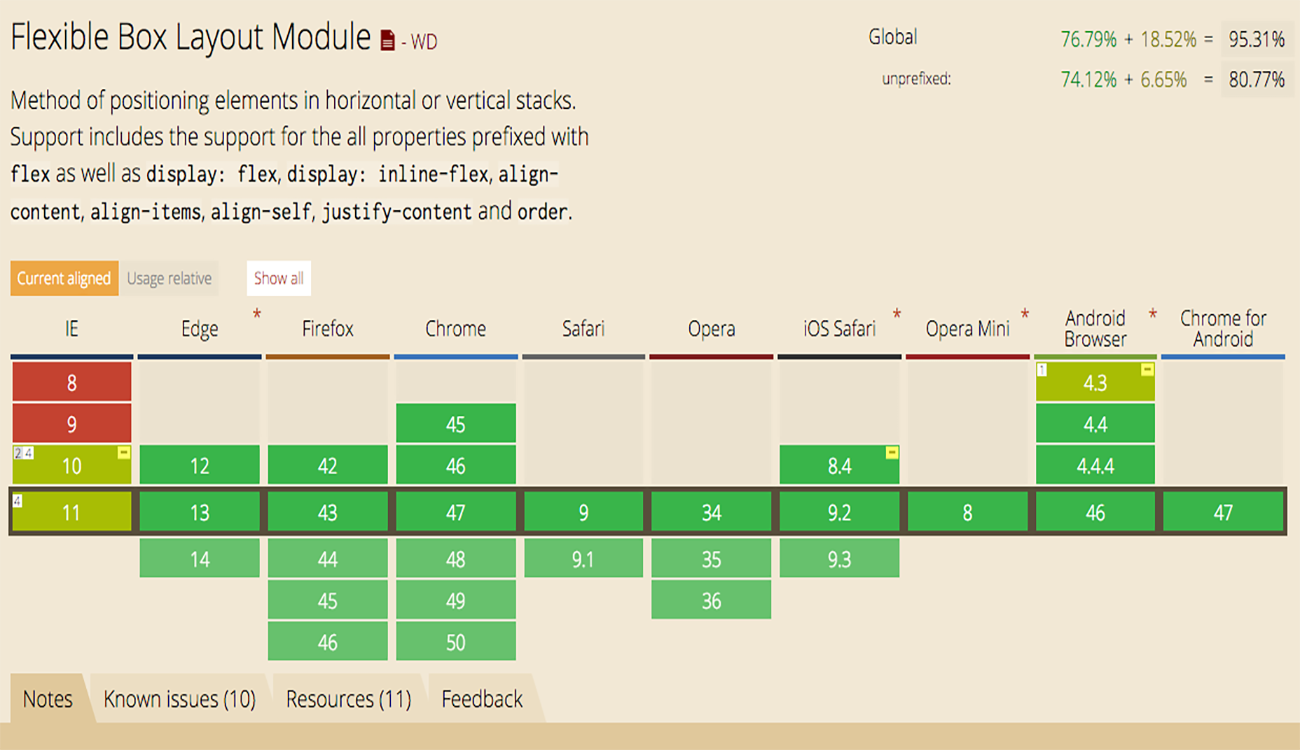 Flexible Box Layout Module - WD
Global 76.79% + 18.52% = 95.31%
unprefixed: 74.12% + 6.65% = 80.77%
Method of positioning elements in horizontal or vertical stacks.
Support includes the support for the all properties prefixed with
flex as well as display: flex, display: inline-flex, align-
content, align-items, align-self, justify-content and order.
Current aligned Usage relative Show all
IE Edge * Firefox Chrome Safari Opera iOS Safari * Opera Mini * Android Browser * Chrome for Android
8 1 4.3 -
9 45 4.4
2 4 10 - 12 42 46 8.4 - 4.4.4
4 11 13 43 47 9 34 9.2 8 46 47
14 44 48 9.1 35 9.3
45 49 36
46 50
Notes Known issues (10) Resources (11) Feedback